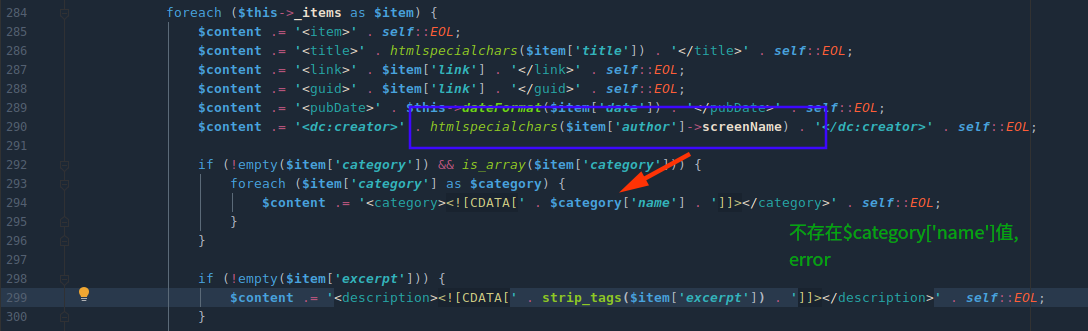 284 foreach ($this->_items as $item) {
285 $content .= '<item>' . self::EOL;
286 $content .= '<title>' . htmlspecialchars($item['title']) . '</title>' . self::EOL;
287 $content .= '<link>' . $item['link'] . '</link>' . self::EOL;
288 $content .= '<guid>' . $item['link'] . '</guid>' . self::EOL;
289 $content .= '<pubDate>' . $this->dateFormat($item['date']) . '</pubDate>' . self::EOL;
290 $content .= '<dc:creator>' . htmlspecialchars($item['author']->screenName) . '</dc:creator>' . self::EOL;
291
292 if (!empty($item['category']) && is_array($item['category'])) {
293 foreach ($item['category'] as $category) {
294 $content .= '<category><![CDATA[' . $category['name'] . ']]></category>' . self::EOL;
295 }
296 }
不存在$category['name']值,
error
297
298 if (!empty($item['excerpt'])) {
299 $content .= '<description><![CDATA[' . strip_tags($item['excerpt']) . ']]></description>' . self::EOL;
300 }